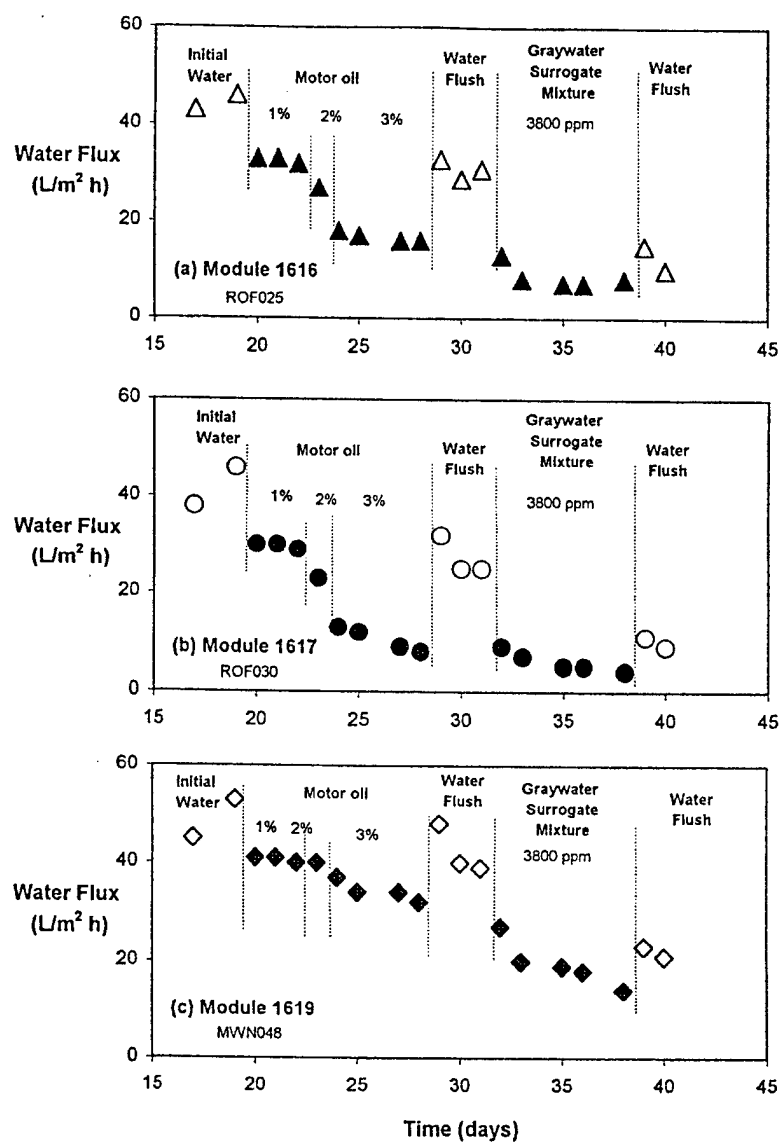 60
Initial
Water
Motor oil
Water
Flush
Graywater
Surrogate
Mixture
Water
Flush
1%
2%
3%
3800 ppm
40
Water Flux
(L/m² h)
20
(a) Module 1616
ROF025
0
15 20 25 30 35 40 45
60
Initial
Water
Motor oil
Water
Flush
Graywater
Surrogate
Mixture
Water
Flush
1%
2%
3%
3800 ppm
40
Water Flux
(L/m² h)
20
(b) Module 1617
ROF030
0
15 20 25 30 35 40 45
60
Initial
Water
Motor oil
Water
Flush
Graywater
Surrogate
Mixture
Water
Flush
1%
2%
3%
3800 ppm
40
Water Flux
(L/m² h)
20
(c) Module 1619
MWN048
0
15 20 25 30 35 40 45
Time (days)